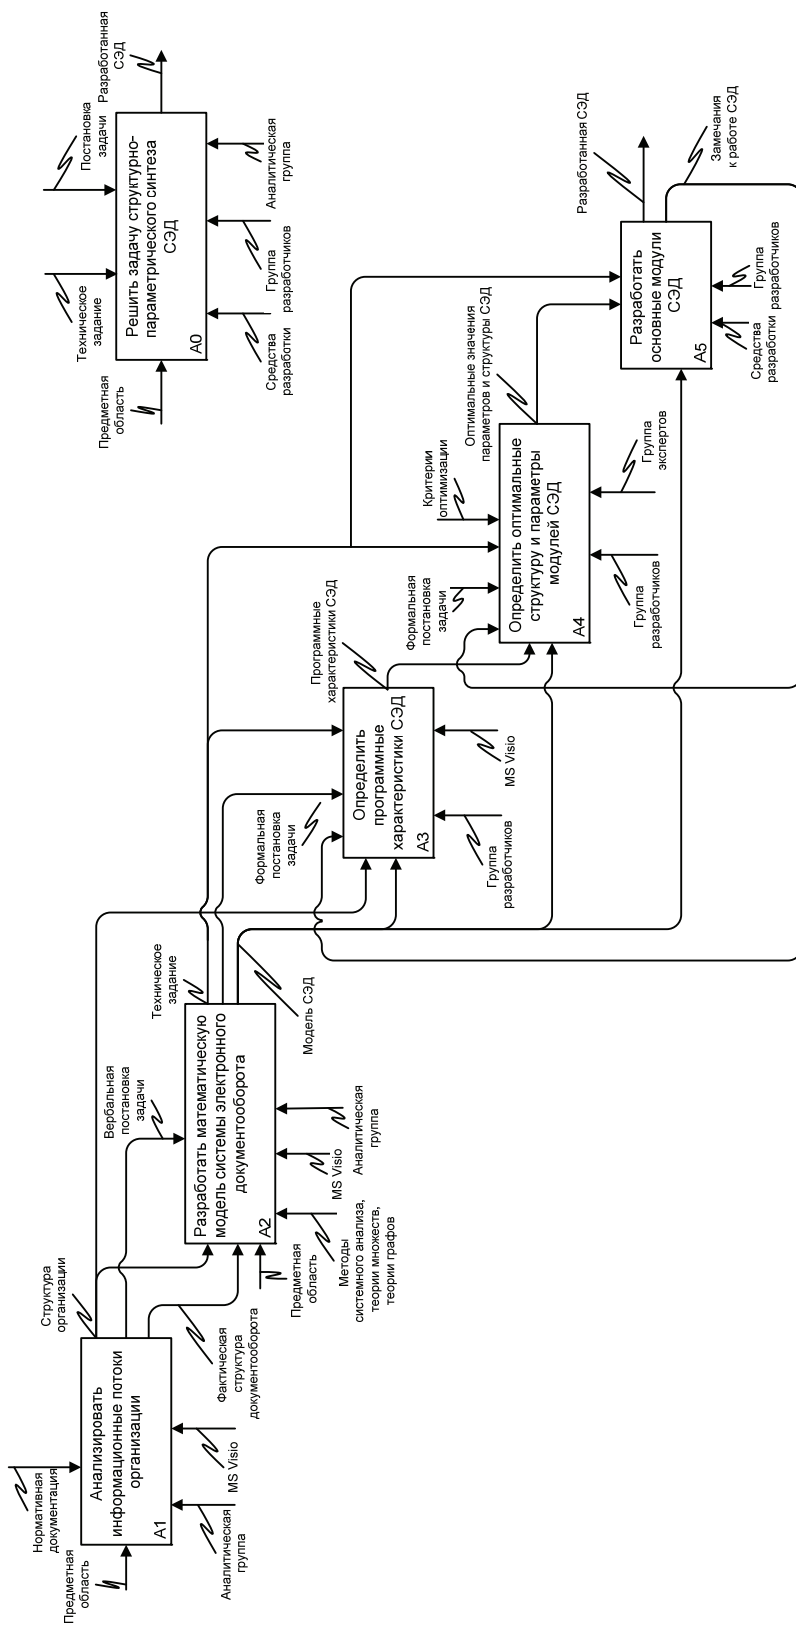 Предметная
область
Техническое
задание
Постановка
задачи
Решить задачу структурно-
параметрического синтеза
СЭД
A0
Разработанная
СЭД
Средства
разработки
Группа
разработчиков
Аналитическая
группа
Предметная
область
Нормативная
документация
Анализировать
информационные потоки
организации
A1
Аналитическая
группа
MS Visio
Структура
организации
Вербальная
постановка
задачи
Фактическая
структура
документооборота
Разработать математическую
модель системы электронного
документооборота
A2
Предметная
область
Методы
системного анализа,
теории множеств,
теории графов
MS Visio
Аналитическая
группа
Техническое
задание
Модель СЭД
Формальная
постановка
задачи
Определить
программные
характеристики СЭД
A3
Группа
разработчиков
MS Visio
Программные
характеристики СЭД
Формальная
постановка
задачи
Критерии
оптимизации
Определить оптимальные
структуру и параметры
модулей СЭД
A4
Группа
разработчиков
Группа
экспертов
Оптимальные значения
параметров и структуры СЭД
Разработать
основные модули
СЭД
A5
Средства
разработки
Группа
разработчиков
Разработанная СЭД
Замечания
к работе СЭД